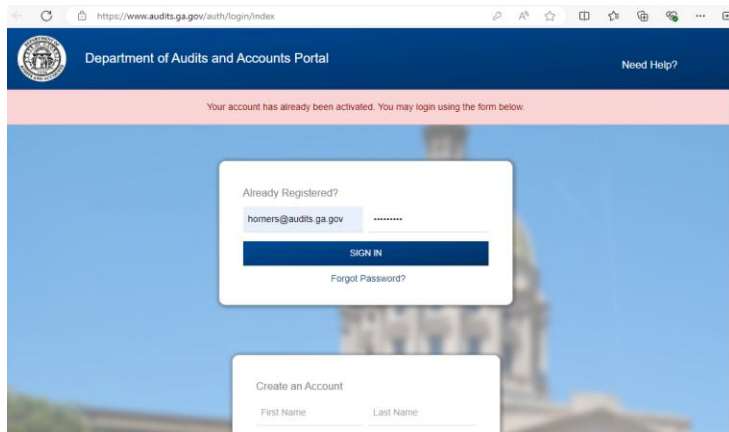 https://www.audits.ga.gov/auth/login/index
Department of Audits and Accounts Portal
Need Help?
Your account has already been activated. You may login using the form below.
Already Registered?
horners@audits.ga.gov •••••••••
SIGN IN
Forgot Password?
Create an Account
First Name Last Name